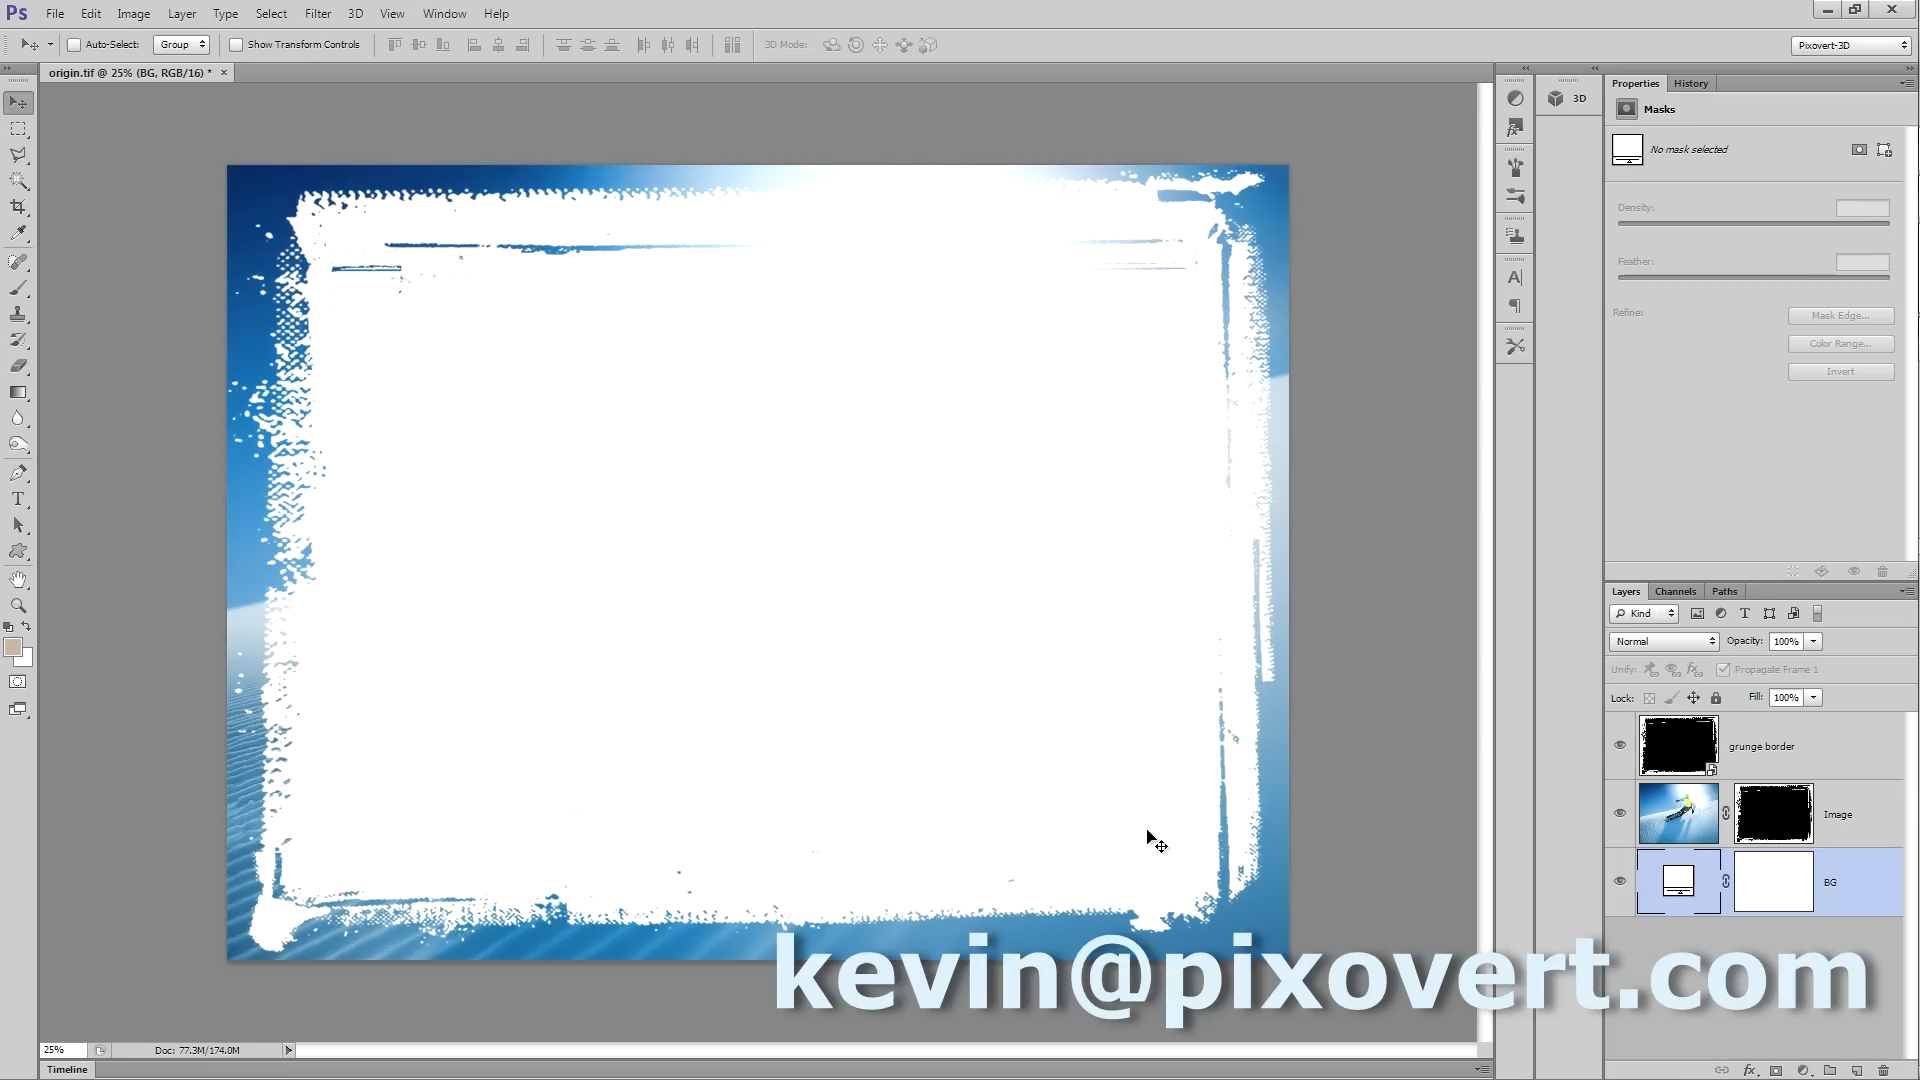 Ps File Edit Image Layer Type Select Filter 3D View Window Help
Auto-Select: Group Show Transform Controls 3D Mode: Pixovert-3D
origin.tif @ 25% (BG, RGB/16) * ×
3D
Properties History
Masks
No mask selected
Density:
Feather:
Refine: Mask Edge...
Color Range...
Invert
Layers Channels Paths
Kind
Normal Opacity: 100%
Unify: Propagate Frame 1
Lock: Fill: 100%
grunge border
Image
BG
kevin@pixovert.com
25% Doc: 77.3M/174.0M
Timeline